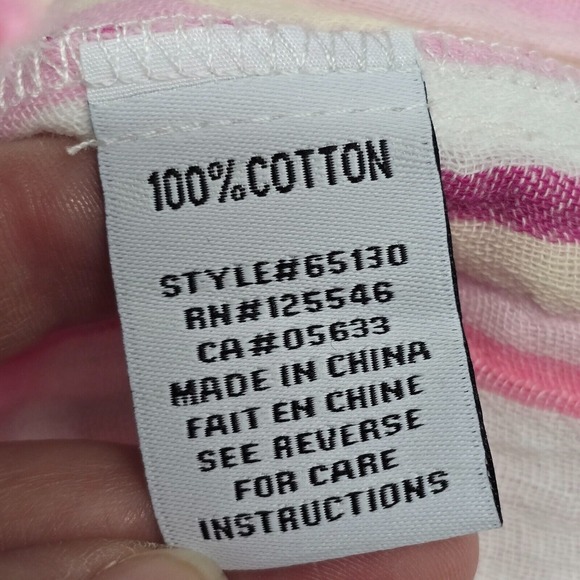 100% COTTON
STYLE#65130
RN#125546
CA#05633
MADE IN CHINA
FAIT EN CHINE
SEE REVERSE
FOR CARE
INSTRUCTIONS